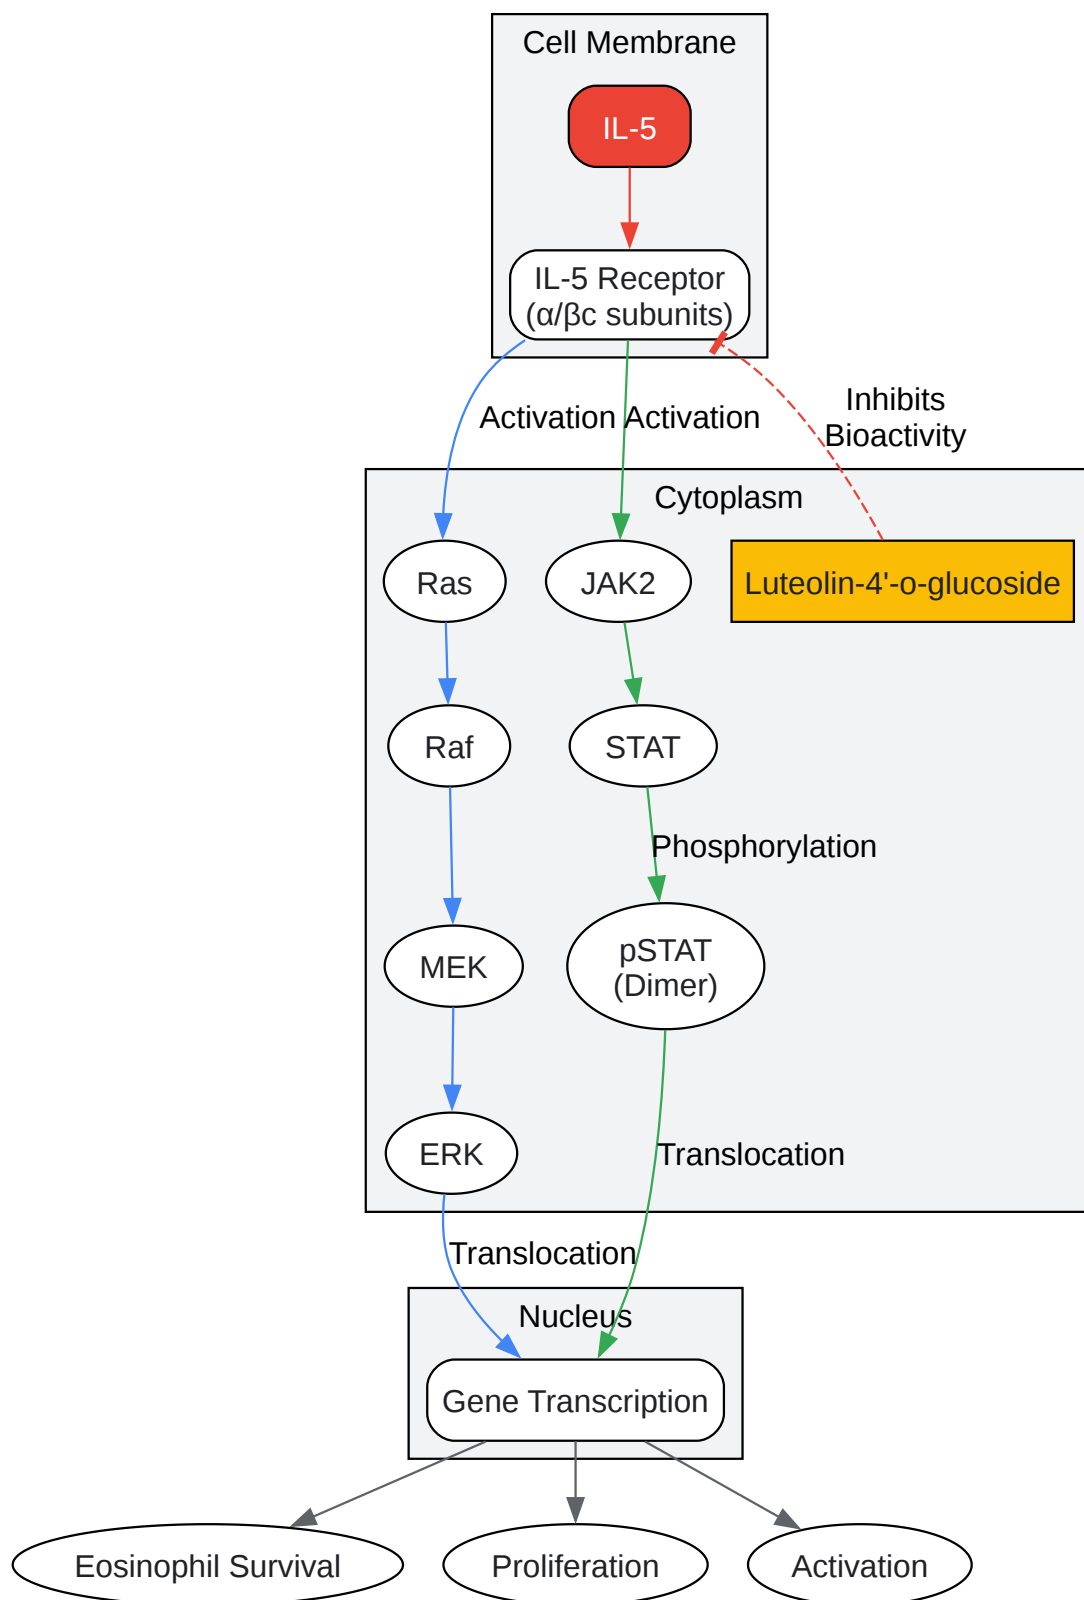 Cell Membrane
IL-5
IL-5 Receptor
(α/βc subunits)
Activation
Activation
Inhibits
Bioactivity
Cytoplasm
Ras
JAK2
Luteolin-4'-o-glucoside
Raf
STAT
Phosphorylation
MEK
pSTAT
(Dimer)
ERK
Translocation
Translocation
Nucleus
Gene Transcription
Eosinophil Survival
Proliferation
Activation